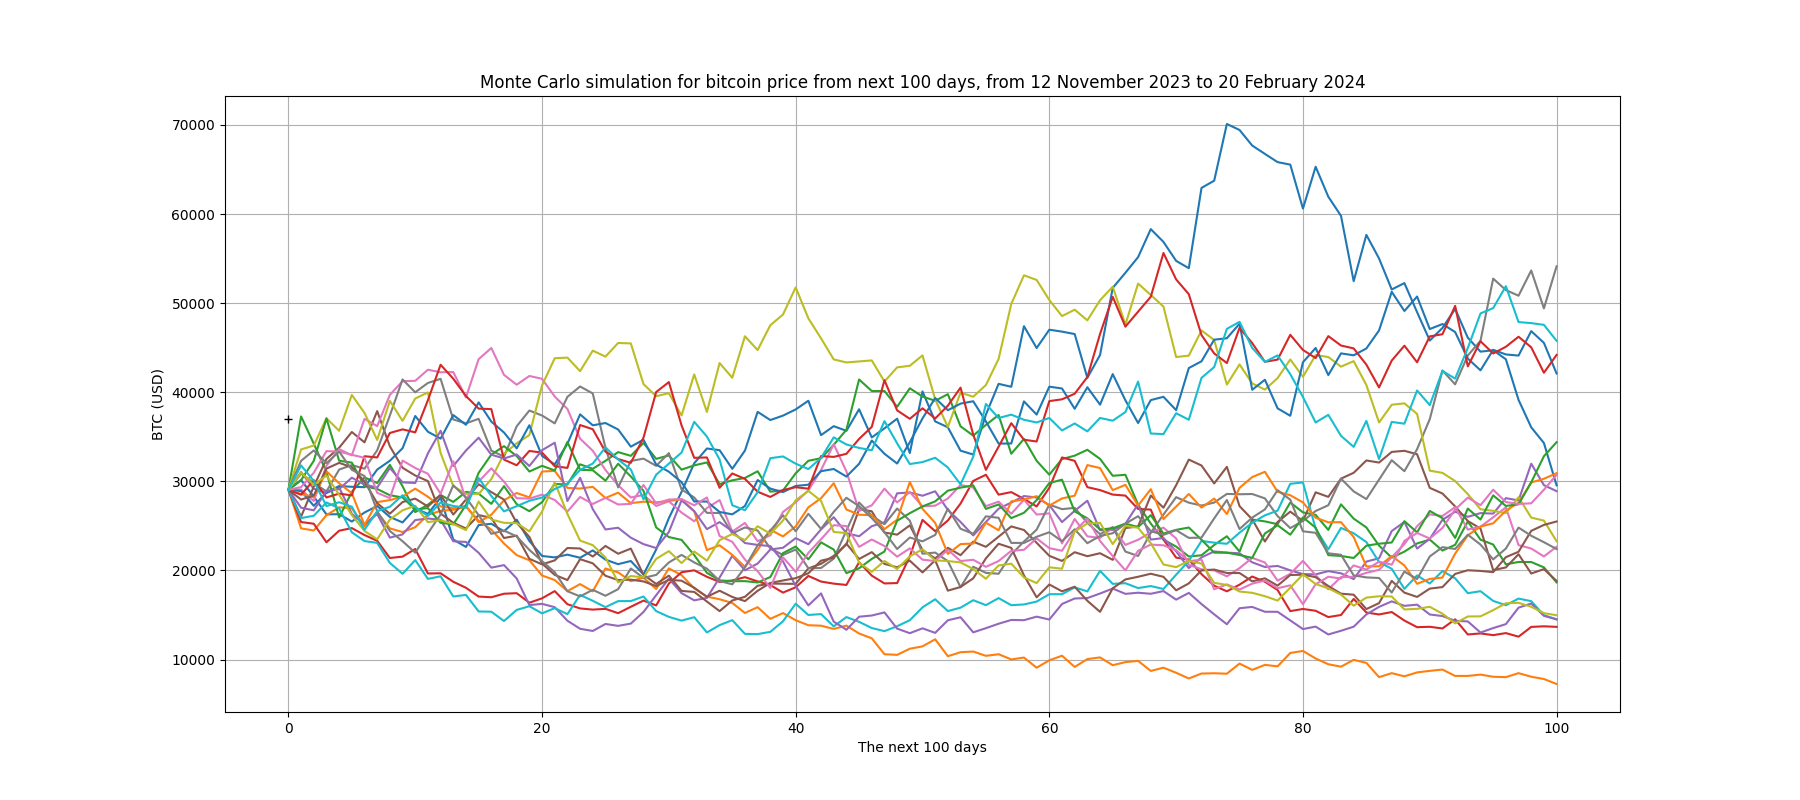 Monte Carlo simulation for bitcoin price from next 100 days, from 12 November 2023 to 20 February 2024
70000
60000
50000
40000
30000
20000
10000
BTC (USD)
0 20 40 60 80 100
The next 100 days